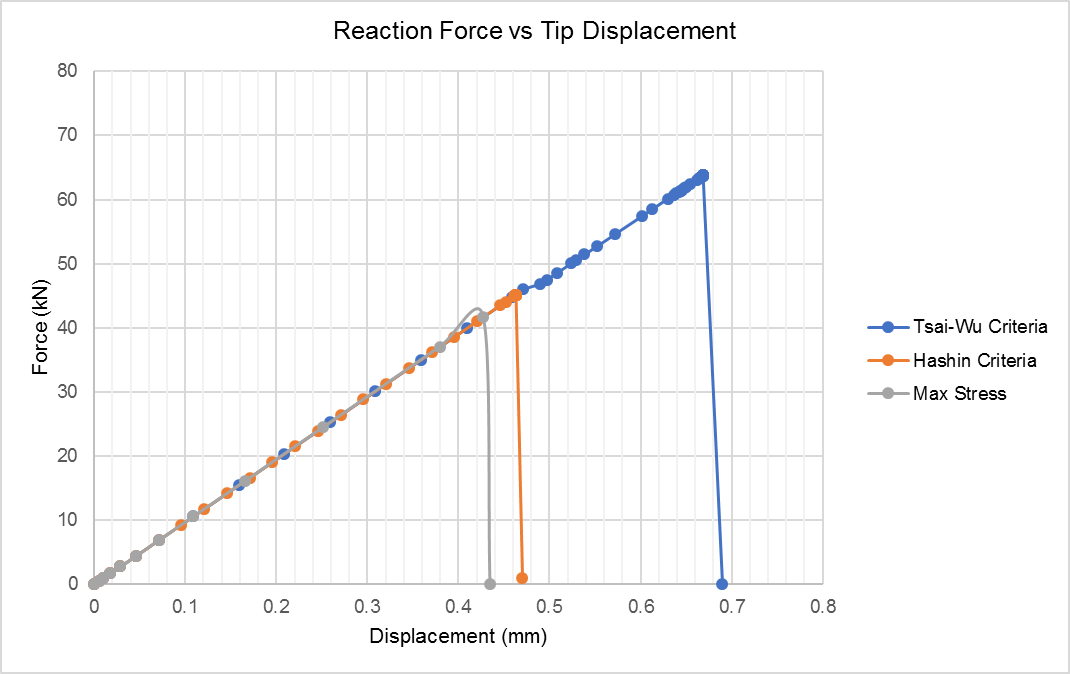 Reaction Force vs Tip Displacement
80
70
60
50
40
30
20
10
0
Force (kN)
0 0.1 0.2 0.3 0.4 0.5 0.6 0.7 0.8
Displacement (mm)
Tsai-Wu Criteria
Hashin Criteria
Max Stress